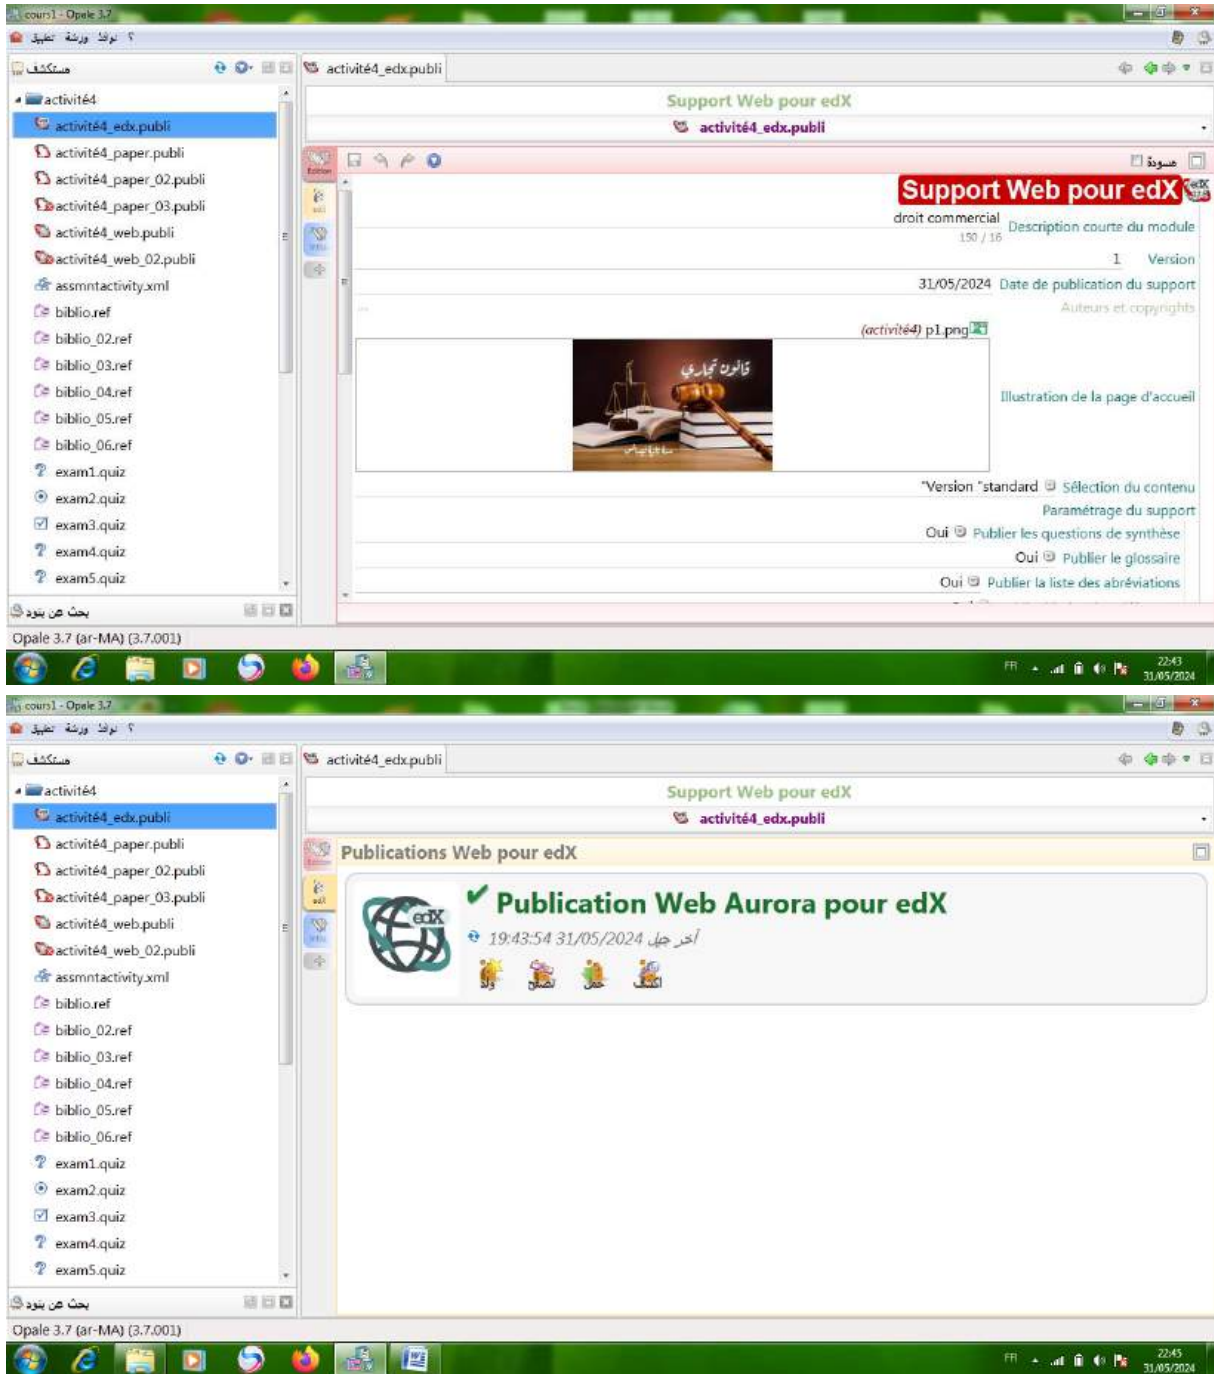 cours1 - Opale 3.7
تطبيق ورشة نوافذ ؟
مستكشف
activité4_edx.publi
activité4
Support Web pour edX
activité4_edx.publi
activité4_edx.publi
activité4_paper.publi
مسودة
activité4_paper_02.publi
Support Web pour edX
activité4_paper_03.publi
droit commercial
Description courte du module
150 / 16
activité4_web.publi
1 Version
activité4_web_02.publi
31/05/2024 Date de publication du support
assmntactivity.xml
Auteurs et copyrights
biblio.ref
(activité4) p1.png
biblio_02.ref
قانون تجاري
biblio_03.ref
Illustration de la page d'accueil
biblio_04.ref
biblio_05.ref
biblio_06.ref
exam1.quiz
"Version "standard Sélection du contenu
exam2.quiz
Paramétrage du support
exam3.quiz
Oui Publier les questions de synthèse
exam4.quiz
Oui Publier le glossaire
exam5.quiz
Oui Publier la liste des abréviations
بحث عن بنود
Opale 3.7 (ar-MA) (3.7.001)
FR
22:43
31/05/2024
cours1 - Opale 3.7
تطبيق ورشة نوافذ ؟
مستكشف
activité4_edx.publi
activité4
Support Web pour edX
activité4_edx.publi
activité4_edx.publi
activité4_paper.publi
Publications Web pour edX
activité4_paper_02.publi
edX
Publication Web Aurora pour edX
activité4_paper_03.publi
activité4_web.publi
أخر جيل 31/05/2024 19:43:54
activité4_web_02.publi
assmntactivity.xml
biblio.ref
biblio_02.ref
biblio_03.ref
biblio_04.ref
biblio_05.ref
biblio_06.ref
exam1.quiz
exam2.quiz
exam3.quiz
exam4.quiz
exam5.quiz
بحث عن بنود
Opale 3.7 (ar-MA) (3.7.001)
FR
22:45
31/05/2024